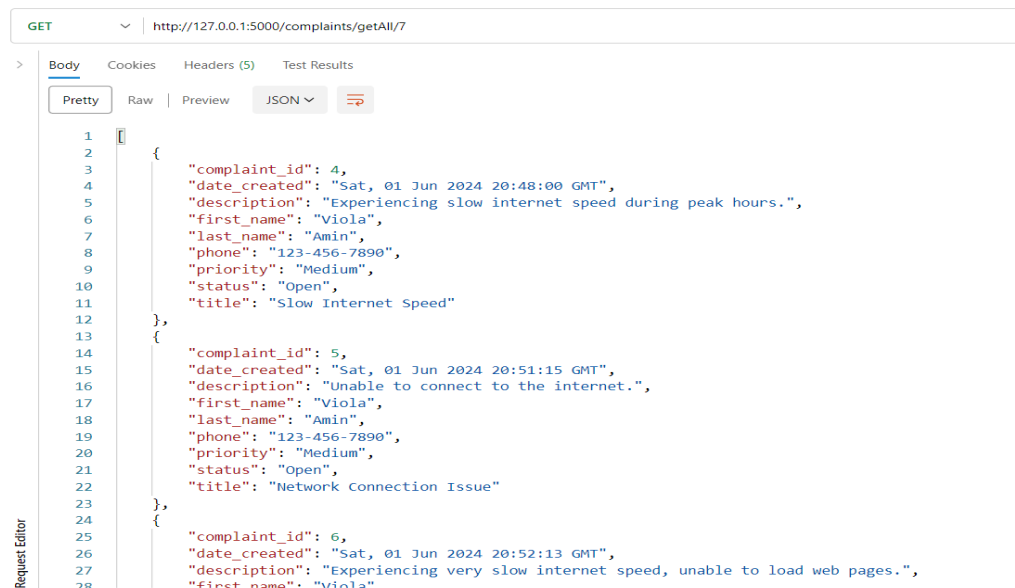 GET http://127.0.0.1:5000/complaints/getAll/7
Body Cookies Headers (5) Test Results
Pretty Raw Preview JSON
1 [
2 {
3 "complaint_id": 4,
4 "date_created": "Sat, 01 Jun 2024 20:48:00 GMT",
5 "description": "Experiencing slow internet speed during peak hours.",
6 "first_name": "Viola",
7 "last_name": "Amin",
8 "phone": "123-456-7890",
9 "priority": "Medium",
10 "status": "Open",
11 "title": "Slow Internet Speed"
12 },
13 {
14 "complaint_id": 5,
15 "date_created": "Sat, 01 Jun 2024 20:51:15 GMT",
16 "description": "Unable to connect to the internet.",
17 "first_name": "Viola",
18 "last_name": "Amin",
19 "phone": "123-456-7890",
20 "priority": "Medium",
21 "status": "Open",
22 "title": "Network Connection Issue"
23 },
24 {
25 "complaint_id": 6,
26 "date_created": "Sat, 01 Jun 2024 20:52:13 GMT",
27 "description": "Experiencing very slow internet speed, unable to load web pages.",
28 "first_name": "Viola"
Request Editor